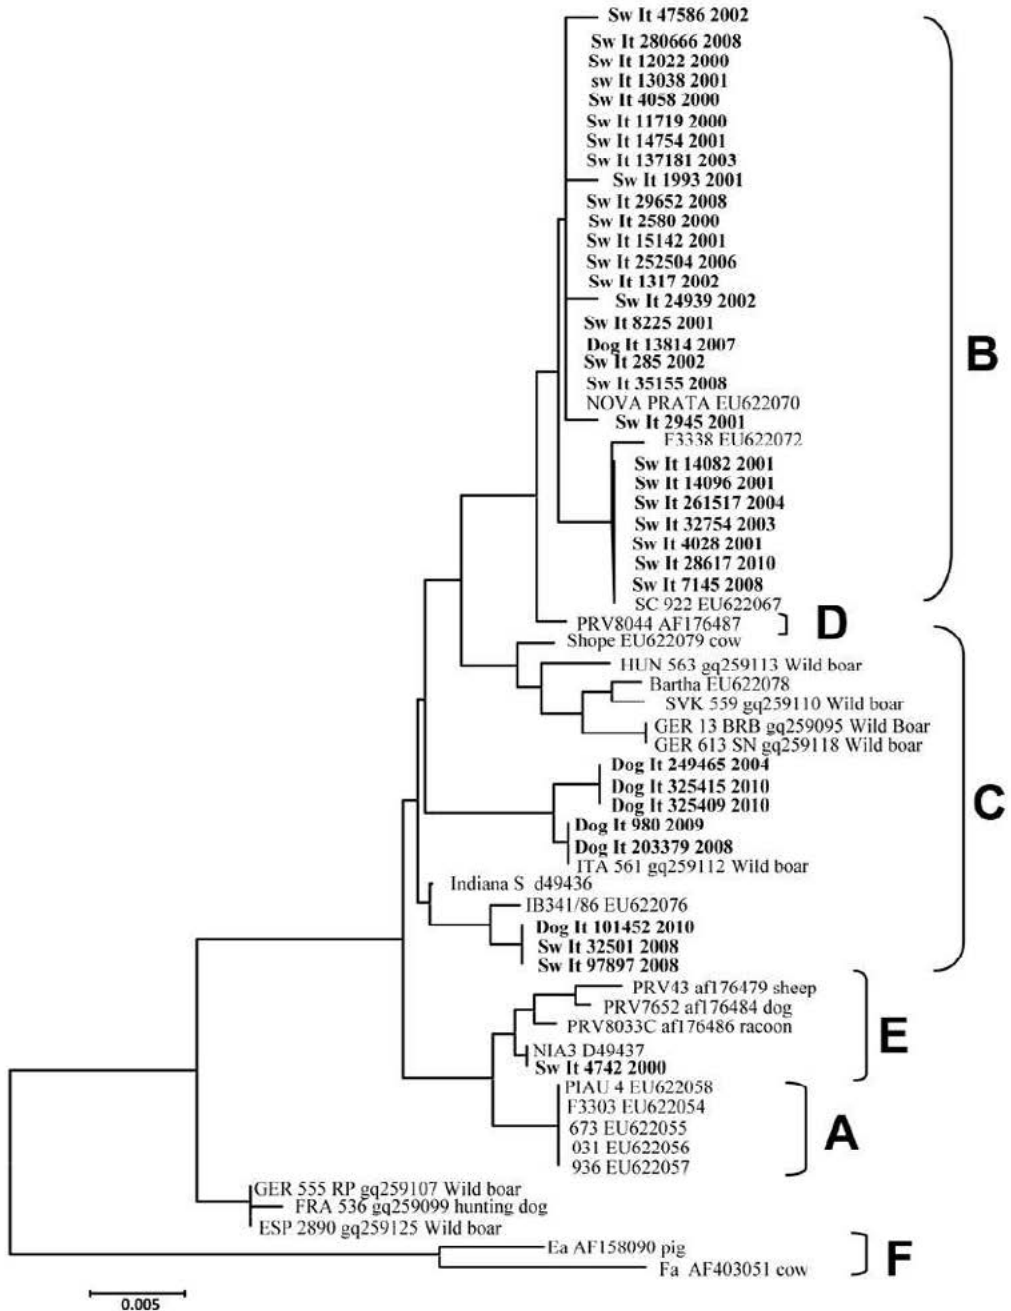 Sw It 47586 2002
Sw It 280666 2008
Sw It 12022 2000
sw It 13038 2001
Sw It 4058 2000
Sw It 11719 2000
Sw It 14754 2001
Sw It 137181 2003
Sw It 1993 2001
Sw It 29652 2008
Sw It 2580 2000
Sw It 15142 2001
Sw It 252504 2006
Sw It 1317 2002
Sw It 24939 2002
Sw It 8225 2001
Dog It 13814 2007
Sw It 285 2002
Sw It 35155 2008
NOVA PRATA EU622070
Sw It 2945 2001
F3338 EU622072
Sw It 14082 2001
Sw It 14096 2001
Sw It 261517 2004
Sw It 32754 2003
Sw It 4028 2001
Sw It 28617 2010
Sw It 7145 2008
SC 922 EU622067
B
PRV8044 AF176487
D
Shope EU622079 cow
HUN 563 gq259113 Wild boar
Bartha EU622078
SVK 559 gq259110 Wild boar
GER 13 BRB gq259095 Wild Boar
GER 613 SN gq259118 Wild boar
Dog It 249465 2004
Dog It 325415 2010
Dog It 325409 2010
Dog It 980 2009
Dog It 203379 2008
ITA 561 gq259112 Wild boar
Indiana S d49436
IB341/86 EU622076
Dog It 101452 2010
Sw It 32501 2008
Sw It 97897 2008
C
PRV43 af176479 sheep
PRV7652 af176484 dog
PRV8033C af176486 racoon
NIA3 D49437
Sw It 4742 2000
E
PIAU 4 EU622058
F3303 EU622054
673 EU622055
031 EU622056
936 EU622057
A
GER 555 RP gq259107 Wild boar
FRA 536 gq259099 hunting dog
ESP 2890 gq259125 Wild boar
Ea AF158090 pig
Fa AF403051 cow
F
0.005